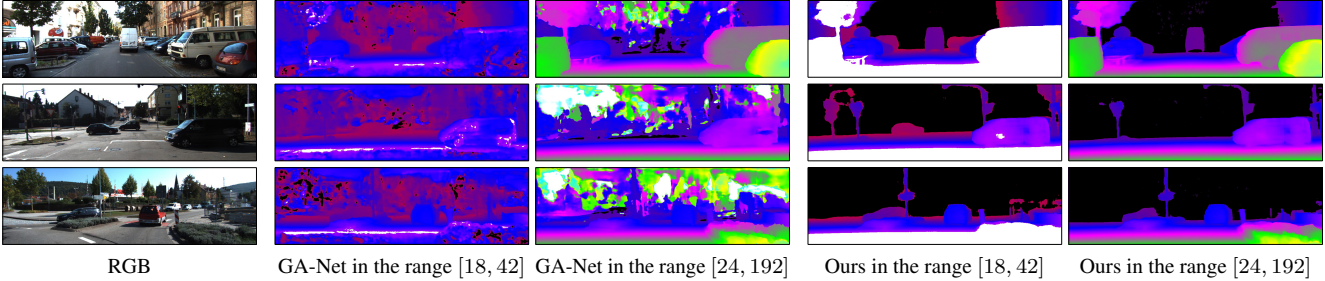 RGB
GA-Net in the range [18, 42]
GA-Net in the range [24, 192]
Ours in the range [18, 42]
Ours in the range [24, 192]